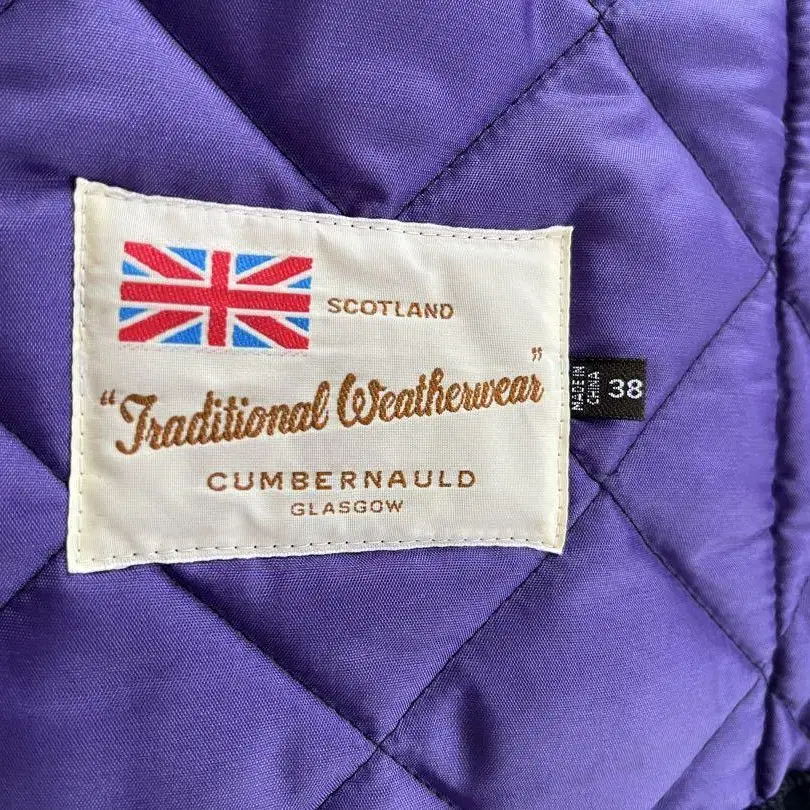 SCOTLAND
"Traditional Weatherwear"
CUMBERNAULD
GLASGOW
MADE IN
CHINA
38